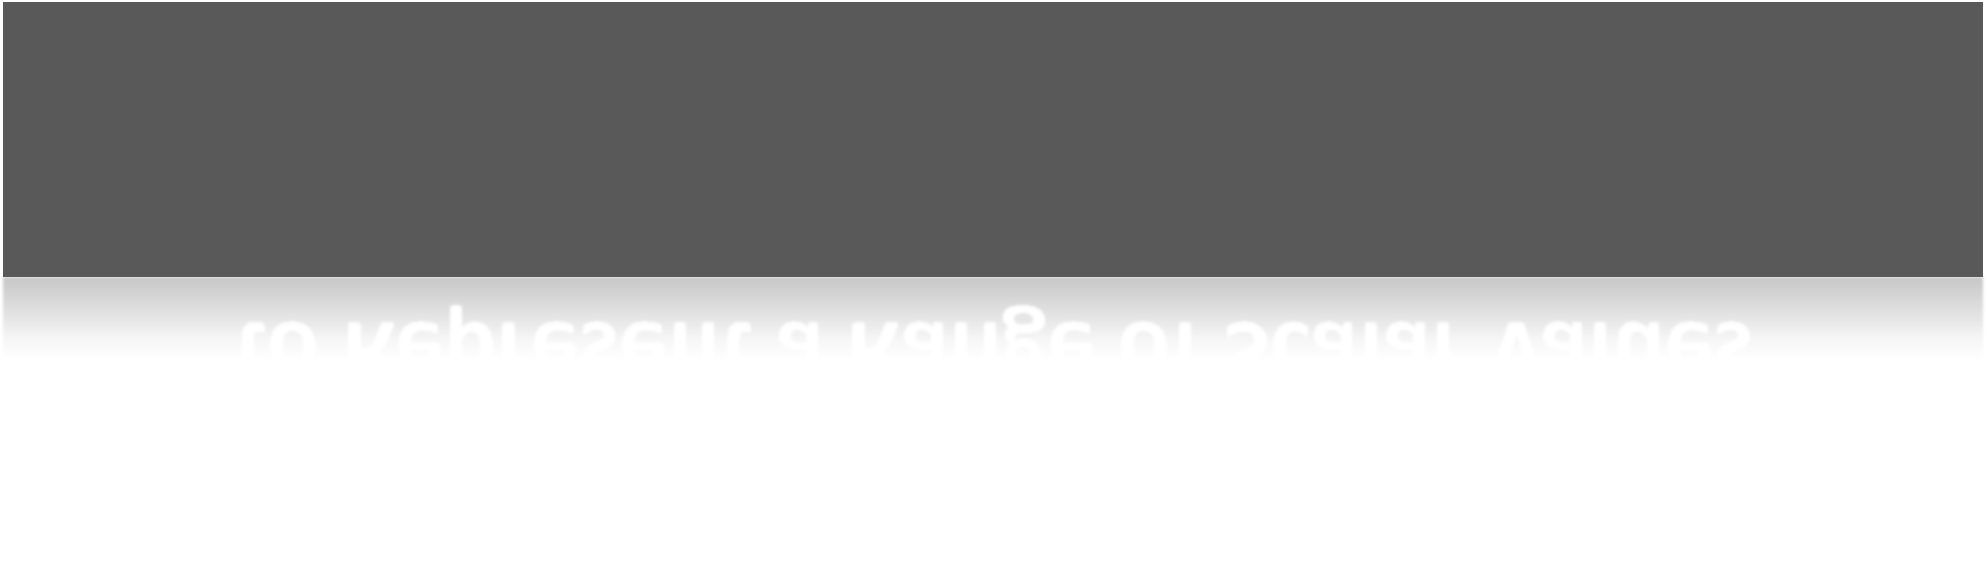 to Represent a Range of Scalar Values